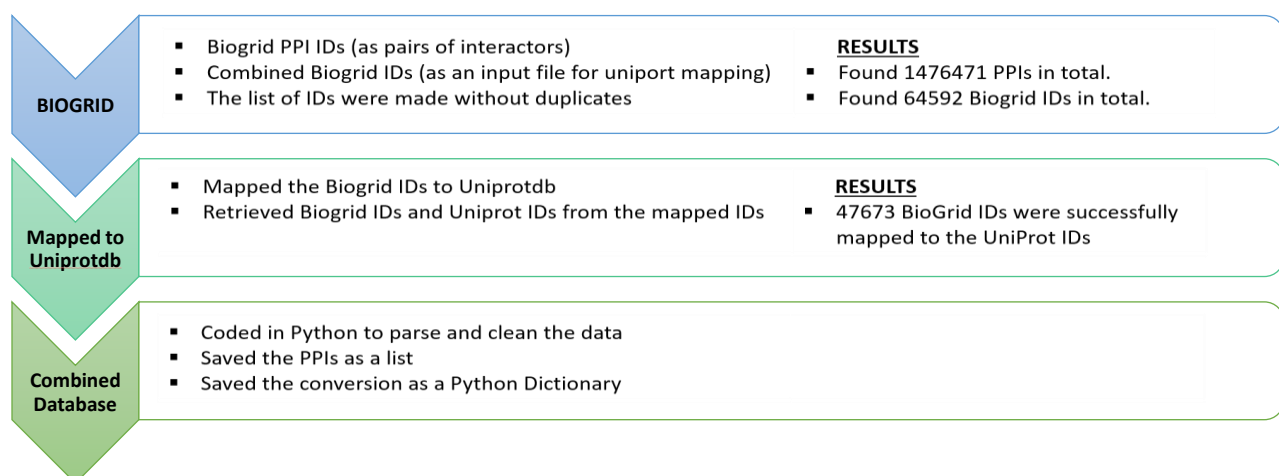 BIOGRID
▪ Biogrid PPI IDs (as pairs of interactors)
▪ Combined Biogrid IDs (as an input file for uniport mapping)
▪ The list of IDs were made without duplicates
RESULTS
▪ Found 1476471 PPIs in total.
▪ Found 64592 Biogrid IDs in total.
Mapped to
Uniprotdb
▪ Mapped the Biogrid IDs to Uniprotdb
▪ Retrieved Biogrid IDs and Uniprot IDs from the mapped IDs
RESULTS
▪ 47673 BioGrid IDs were successfully
mapped to the UniProt IDs
Combined
Database
▪ Coded in Python to parse and clean the data
▪ Saved the PPIs as a list
▪ Saved the conversion as a Python Dictionary